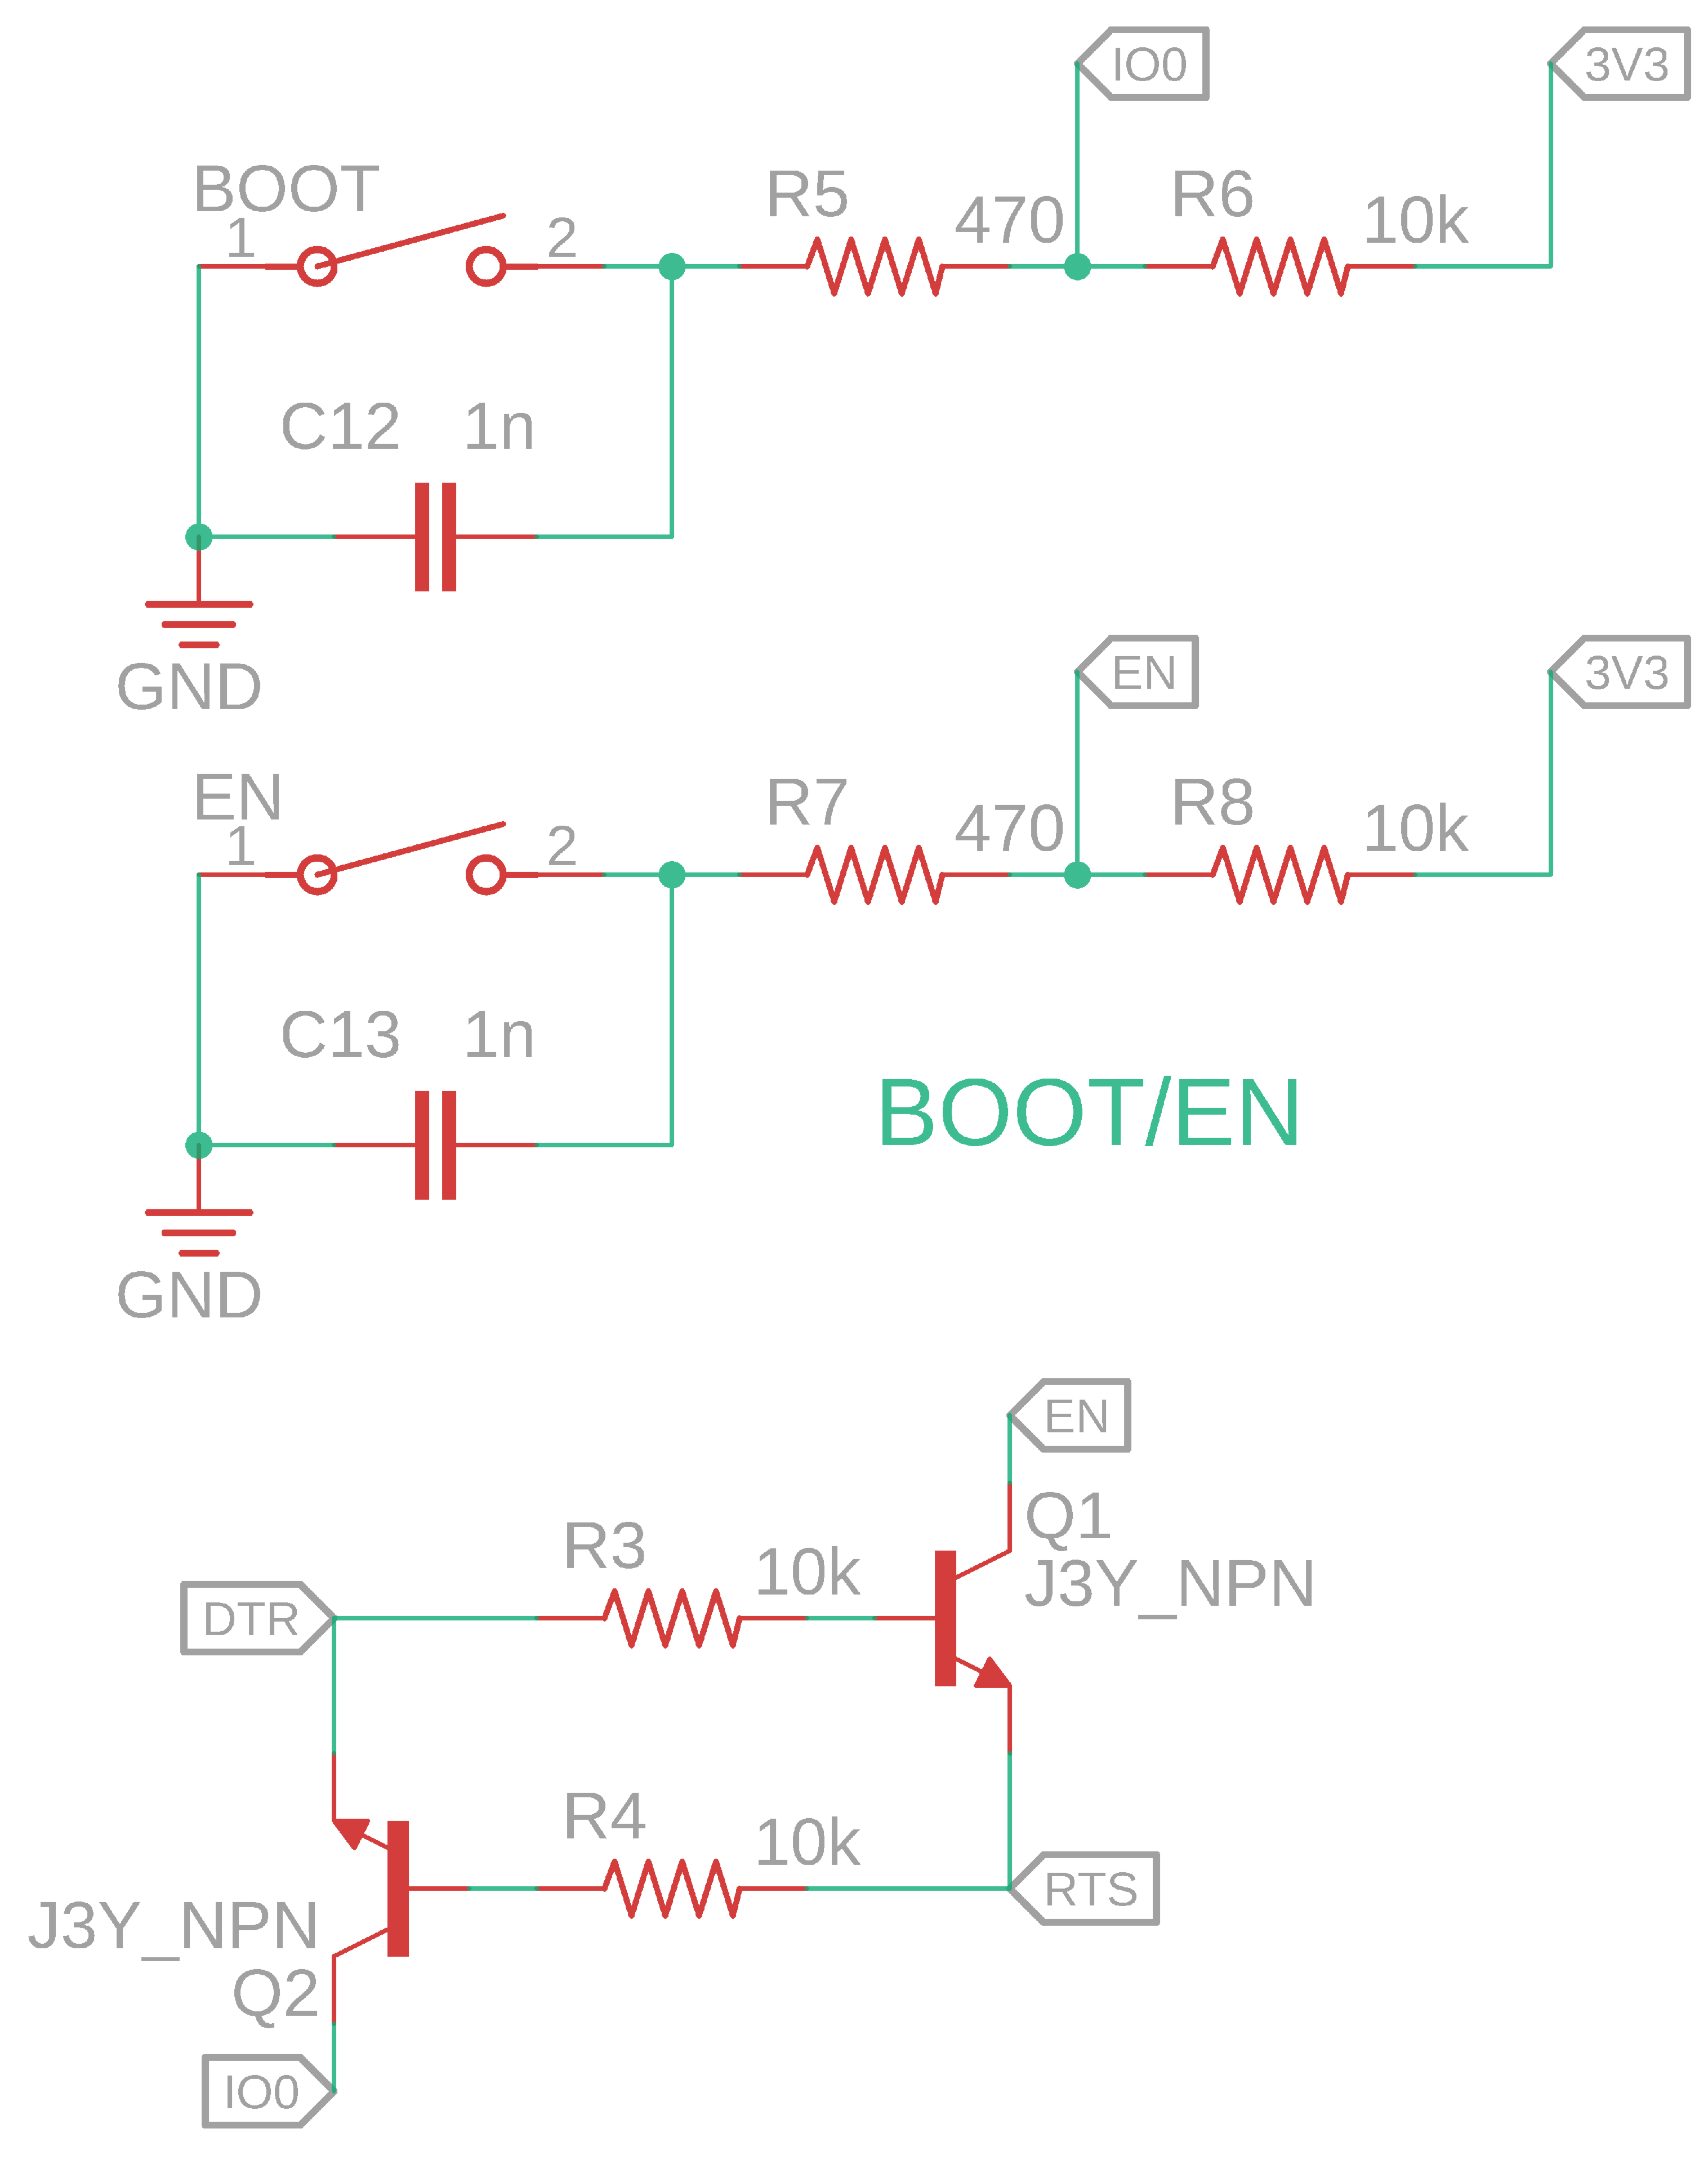 IO0
3V3
BOOT
R5
470
R6
10k
1
2
C12
1n
GND
EN
3V3
EN
R7
470
R8
10k
1
2
C13
1n
BOOT/EN
GND
EN
Q1
J3Y_NPN
R3
10k
DTR
R4
10k
RTS
J3Y_NPN
Q2
IO0